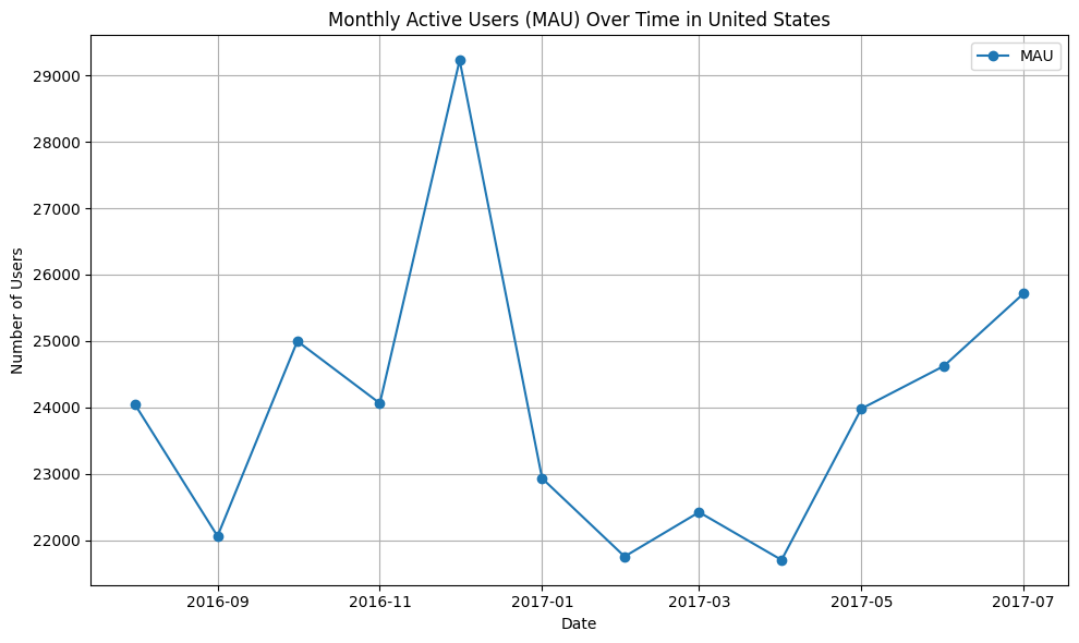 Monthly Active Users (MAU) Over Time in United States
MAU
29000
28000
27000
26000
25000
24000
23000
22000
Number of Users
2016-09 2016-11 2017-01 2017-03 2017-05 2017-07
Date